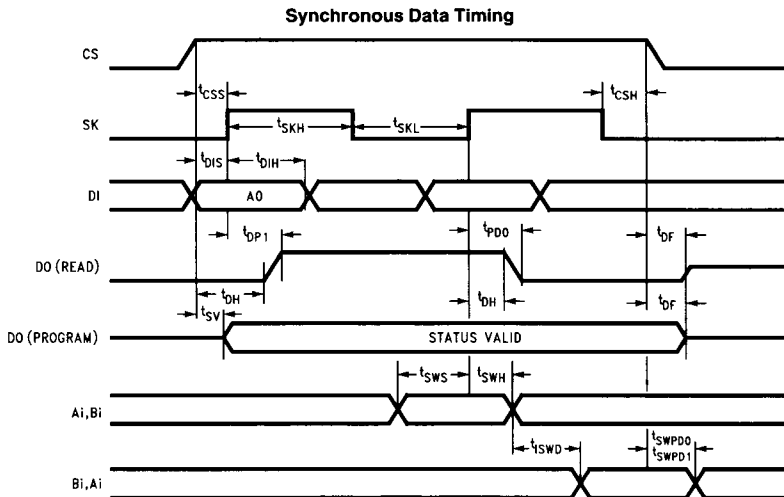 Synchronous Data Timing
CS
tCSS
tCSH
SK
tSKH
tSKL
tDIS
tDIH
DI
A0
tDP1
tPD0
tDF
DO (READ)
tDH
tDH
tDF
tSV
DO (PROGRAM)
STATUS VALID
tSWS
tSWH
Ai,Bi
tISWD
tSWPD0
tSWPD1
Bi,Ai